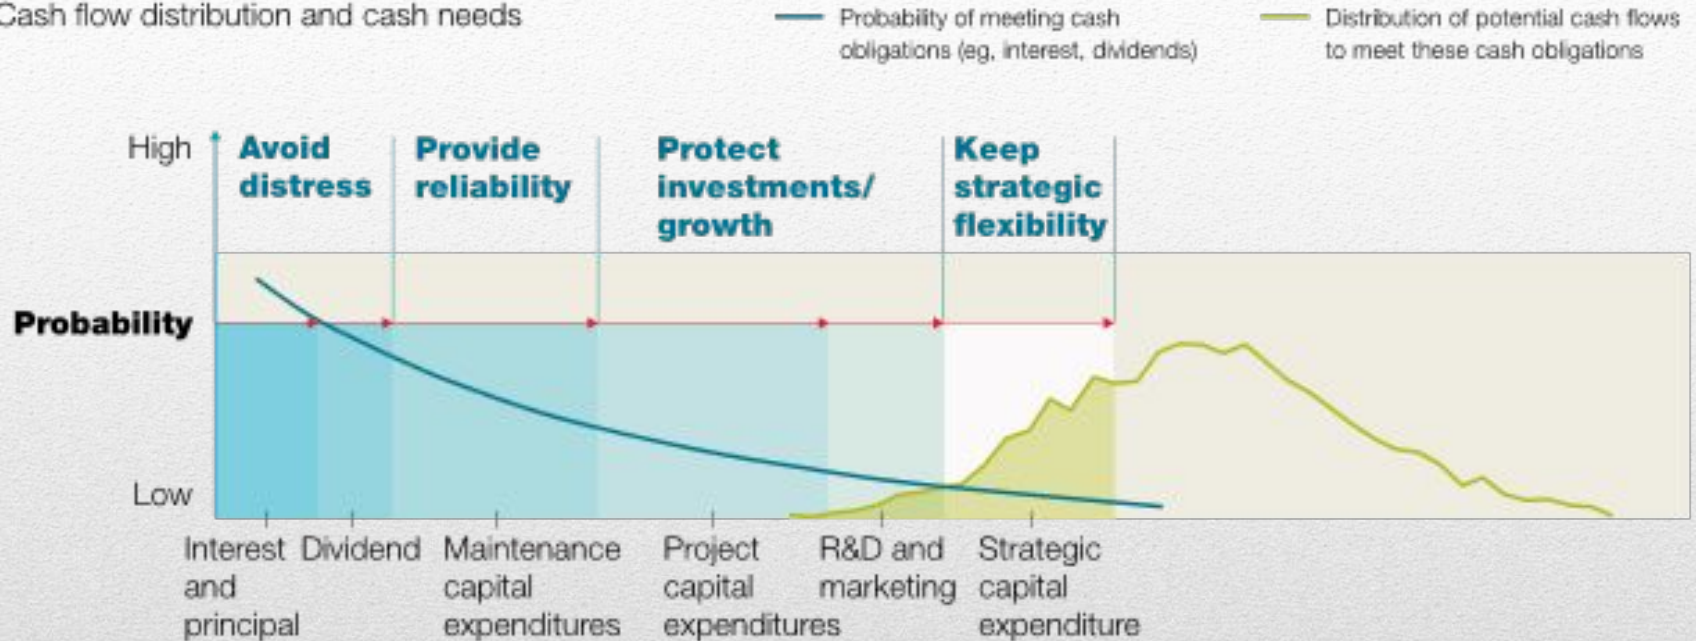 Cash flow distribution and cash needs
Probability of meeting cash
obligations (eg, interest, dividends)
Distribution of potential cash flows
to meet these cash obligations
High
Avoid
distress
Provide
reliability
Protect
investments/
growth
Keep
strategic
flexibility
Probability
Low
Interest
and
principal
Dividend
Maintenance
capital
expenditures
Project
capital
expenditures
R&D and
marketing
Strategic
capital
expenditure